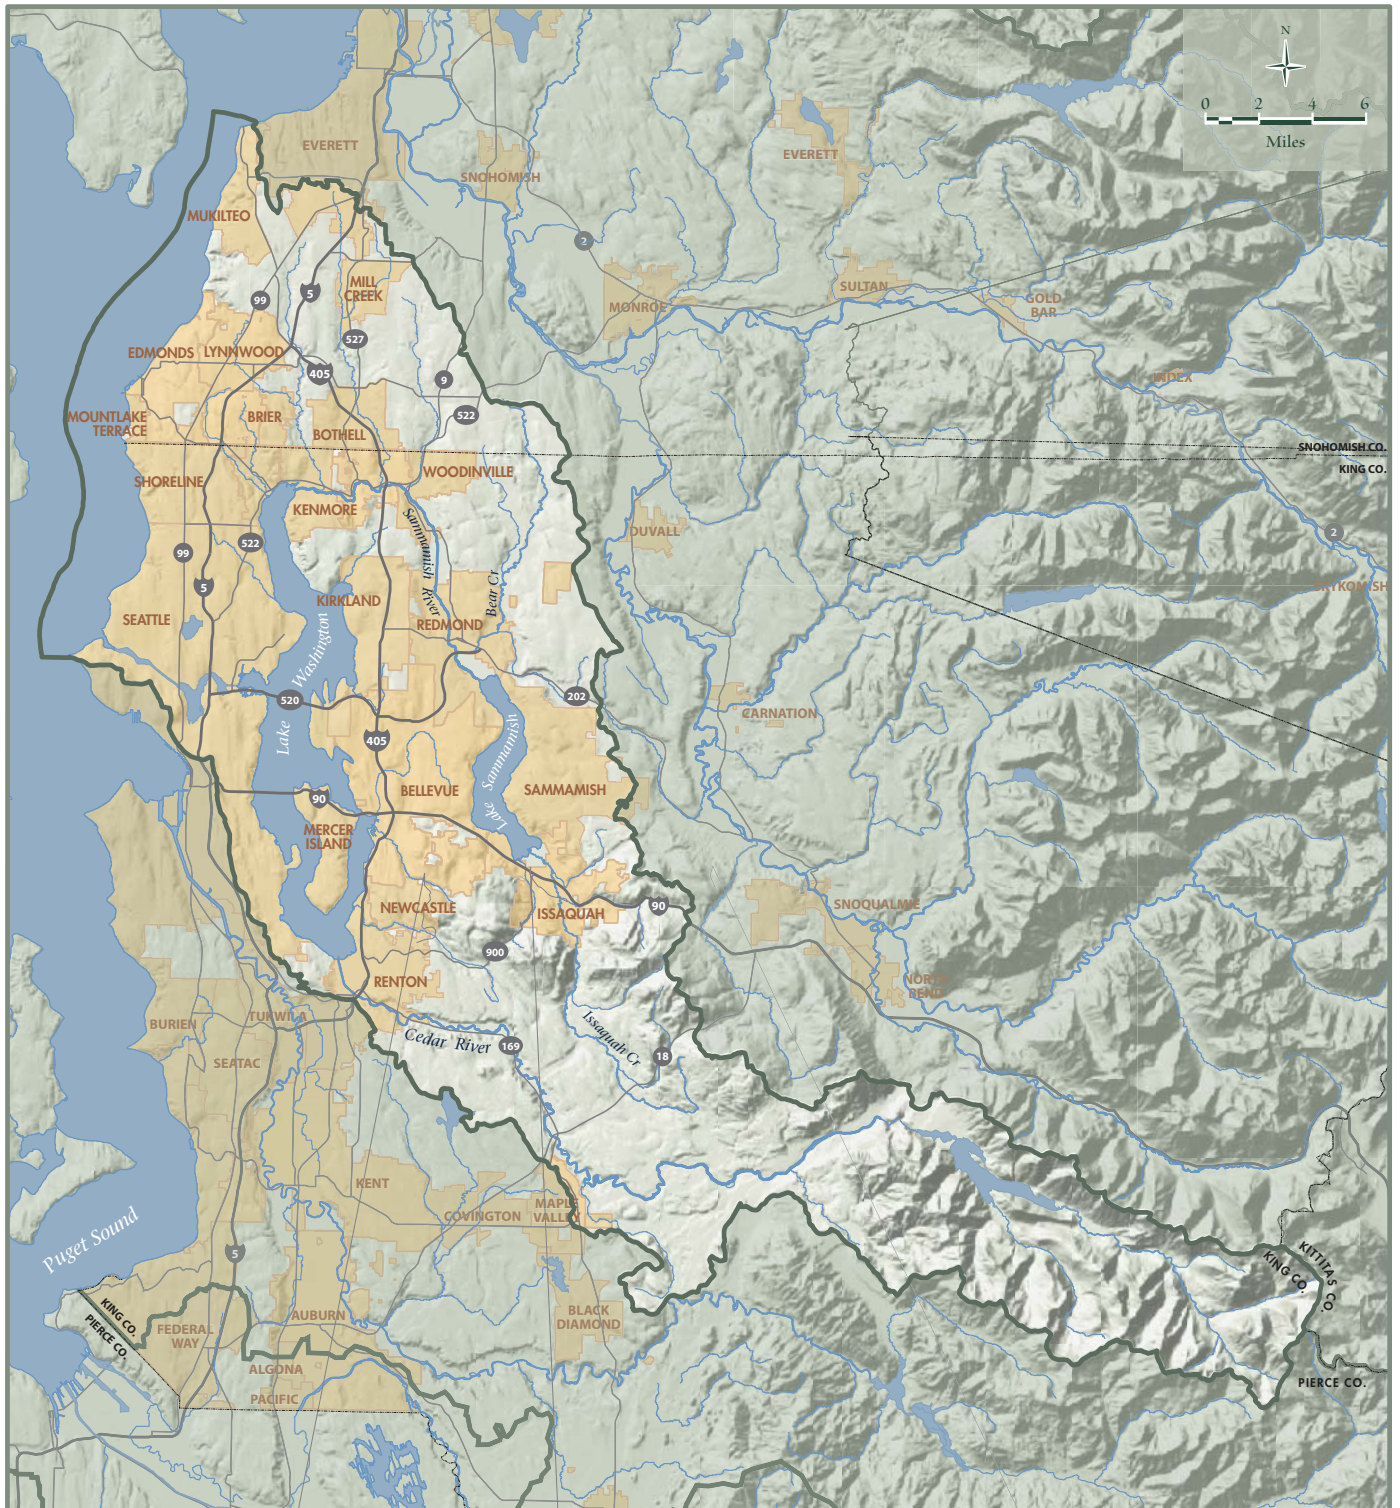 N
0 2 4 6
Miles
EVERETT
EVERETT
SNOHOMISH
MUKILTEO
2
SULTAN
MILL
CREEK
99
5
MONROE
GOLD
BAR
527
EDMONDS
LYNNWOOD
405
9
INDEX
MOUNTLAKE
TERRACE
BRIER
522
BOTHELL
SNOHOMISH CO.
KING CO.
WOODINVILLE
SHORELINE
KENMORE
Sammamish River
DUVALL
2
99
522
5
Bear Cr
SKYKOMISH
KIRKLAND
SEATTLE
REDMOND
Lake Washington
520
202
CARNATION
405
Lake Sammamish
BELLEVUE
SAMMAMISH
90
MERCER
ISLAND
NEWCASTLE
ISSAQUAH
90
SNOQUALMIE
900
RENTON
NORTH
BEND
BURIEN
TUKWILA
Cedar River
169
Issaquah Cr
18
SEATAC
KENT
COVINGTON
MAPLE
VALLEY
Puget Sound
5
KITTITAS CO.
KING CO.
KING CO.
PIERCE CO.
FEDERAL
WAY
AUBURN
BLACK
DIAMOND
ALGONA
PACIFIC
PIERCE CO.